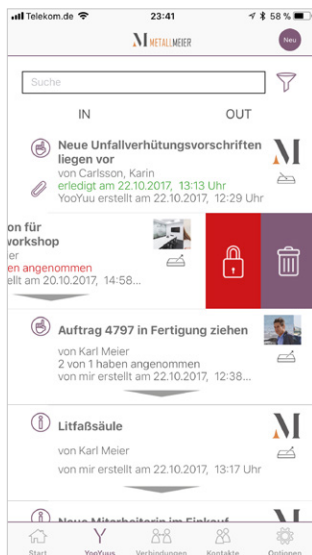 Telekom.de 23:41 58 %
M METALLMEIER Neu
Suche
IN OUT
Neue Unfallverhütungsvorschriften
liegen vor
von Carlsson, Karin
erledigt am 22.10.2017, 13:13 Uhr
YooYuu erstellt am 22.10.2017, 12:29 Uhr
M
on für
workshop
er
en angenommen
ellt am 20.10.2017, 14:58...
Auftrag 4797 in Fertigung ziehen
von Karl Meier
2 von 1 haben angenommen
von mir erstellt am 22.10.2017, 12:38...
Litfaßsäule
von Karl Meier
von mir erstellt am 22.10.2017, 13:17 Uhr
M
Neue Mitarbeiterin im Einkauf
Start YooYuus Verbindungen Kontakte Optionen